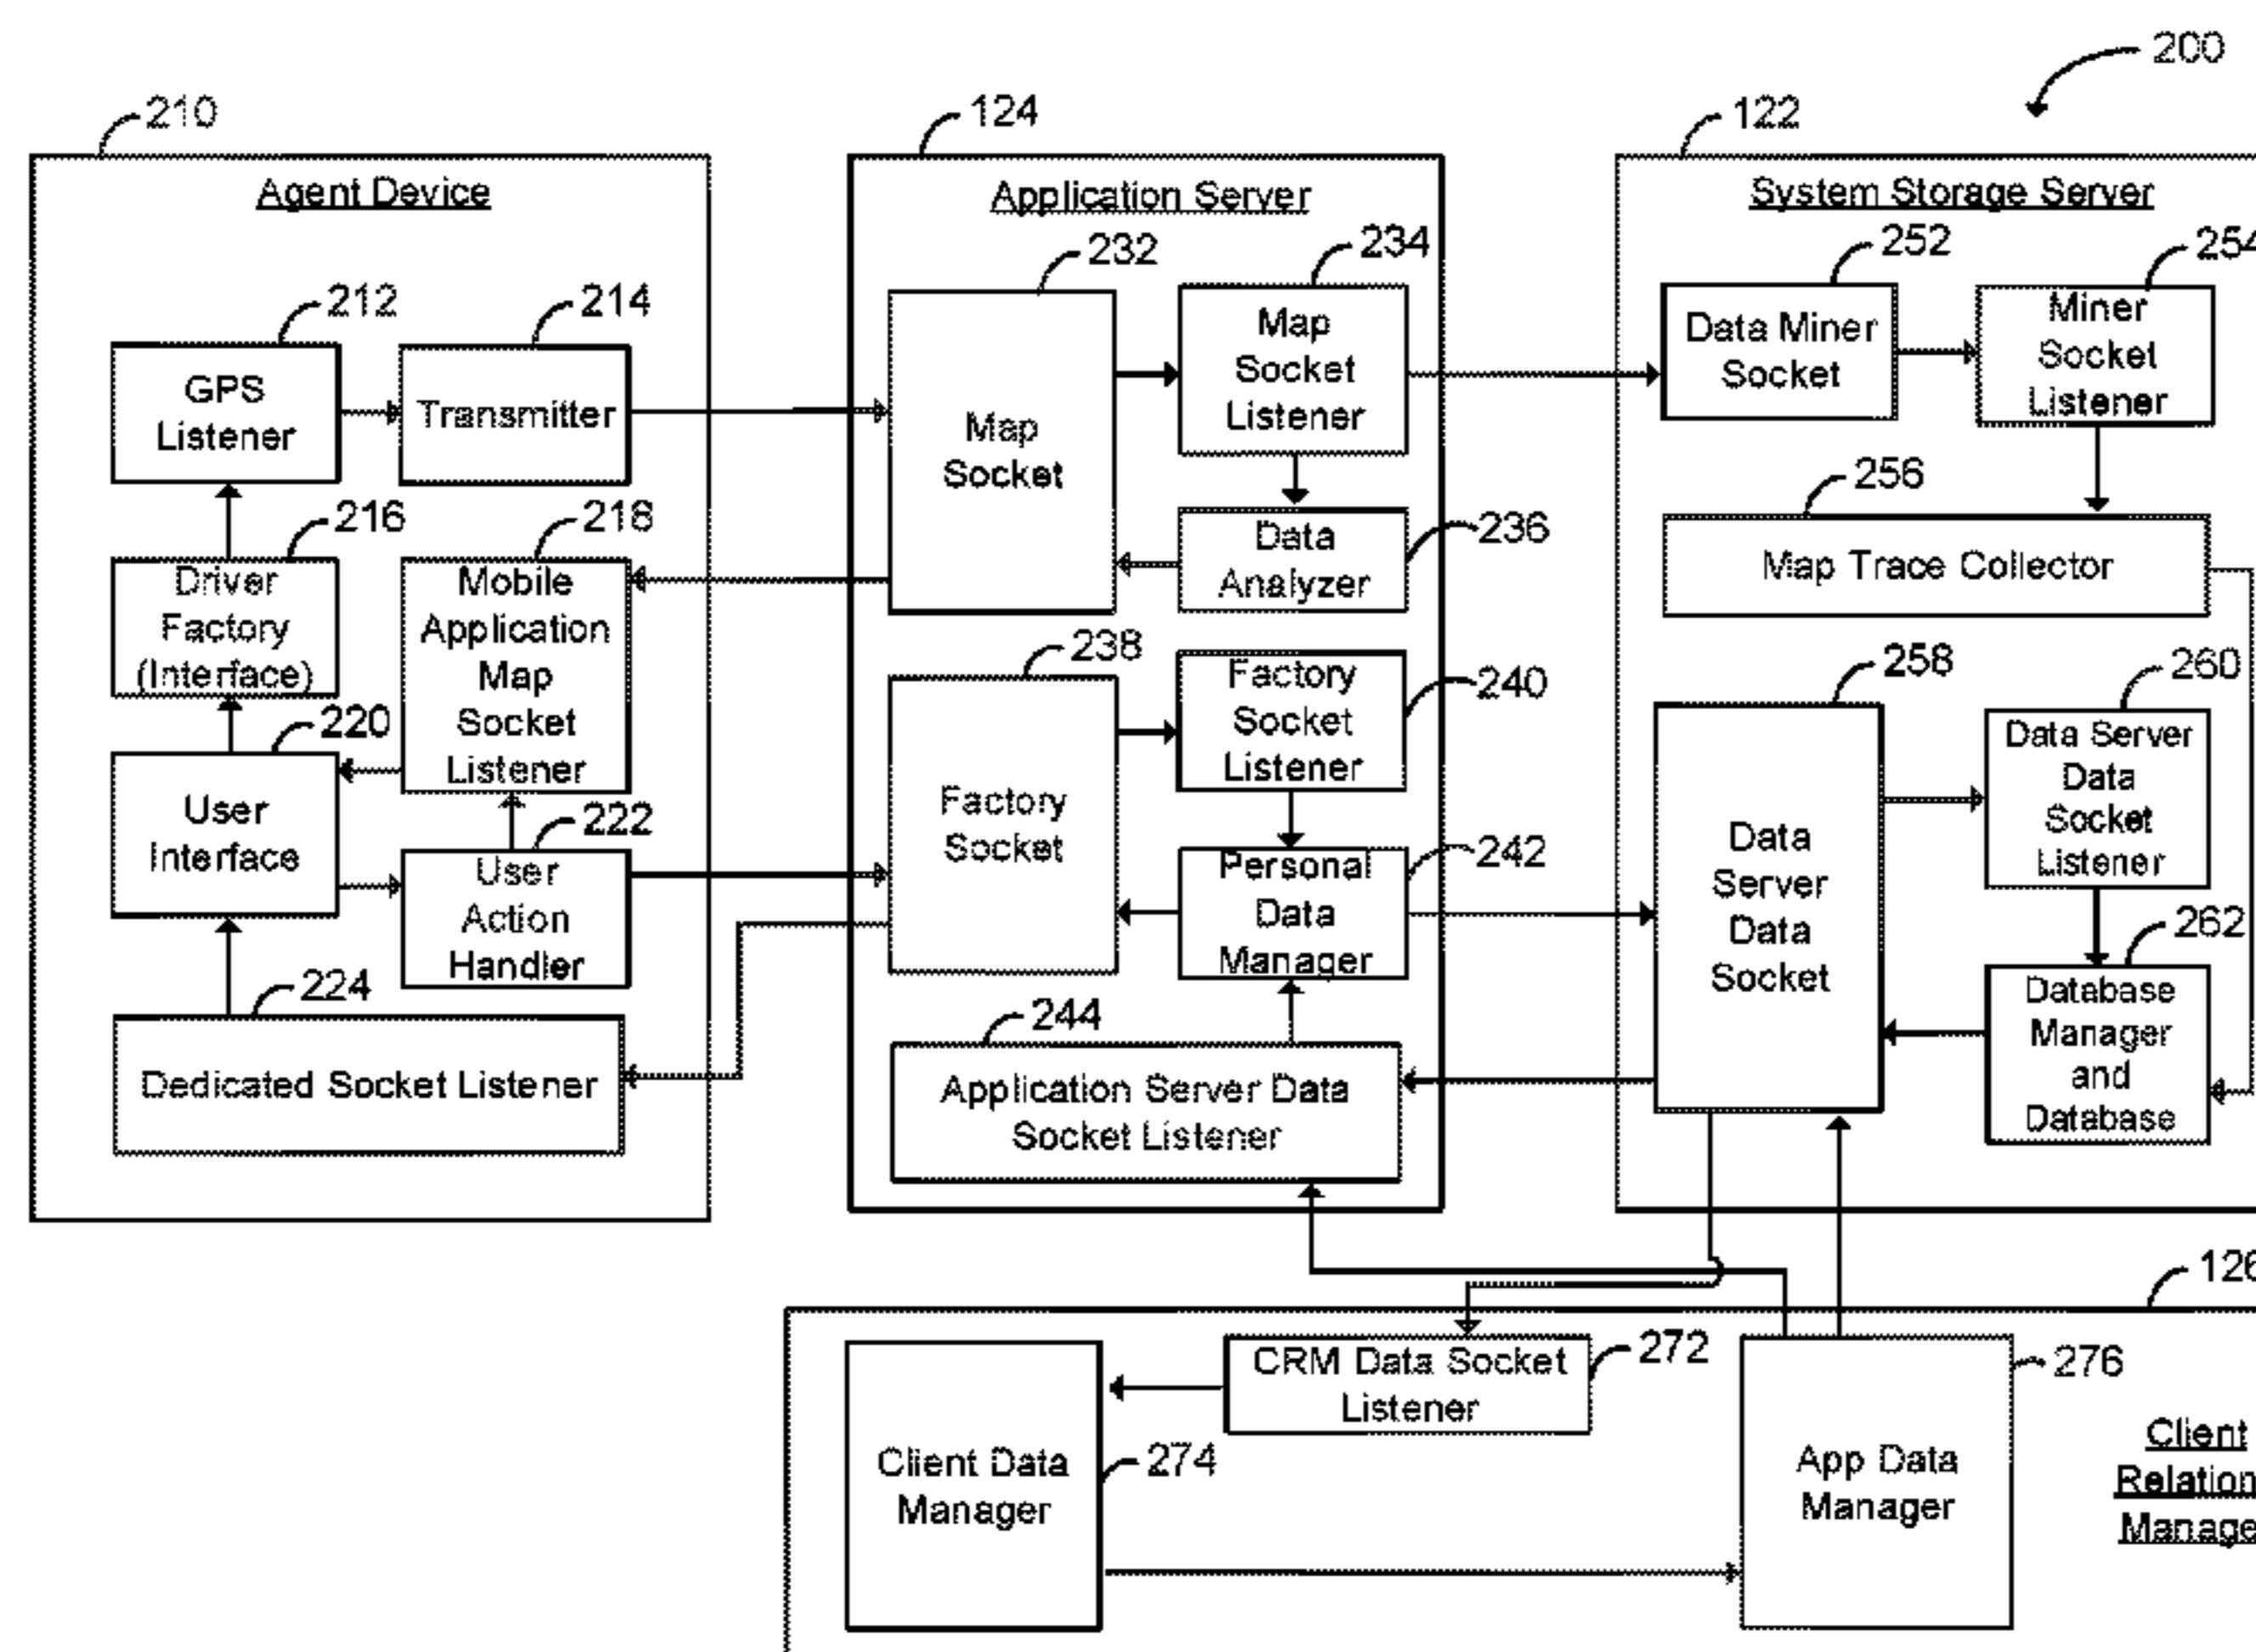 200
210
124
122
Agent Device
Application Server
System Storage Server
212
214
232
234
252
254
GPS
Listener
Transmitter
Map
Socket
Map
Socket
Listener
Data Miner
Socket
Miner
Socket
Listener
216
218
236
256
Driver
Factory
(Interface)
Mobile
Application
Map
Socket
Listener
Data
Analyzer
Map Trace Collector
220
222
238
240
258
260
User
Interface
User
Action
Handler
Factory
Socket
Factory
Socket
Listener
242
Personal
Data
Manager
Data
Server
Data
Socket
Data Server
Data
Socket
Listener
262
Database
Manager
and
Database
224
Dedicated Socket Listener
244
Application Server Data
Socket Listener
126
CRM Data Socket
Listener
272
276
Client Data
Manager
274
App Data
Manager
Client
Relation
Manage